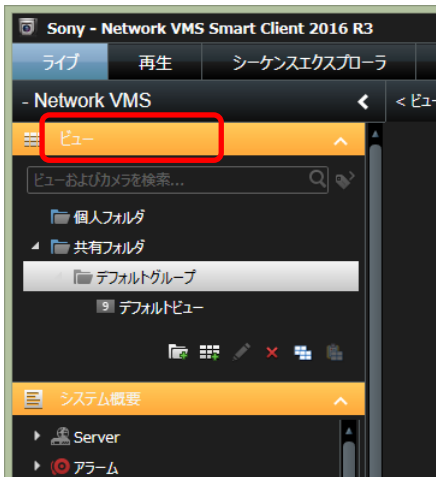 Sony - Network VMS Smart Client 2016 R3
ライブ 再生 シーケンスエクスプローラ
- Network VMS < ビュー
ビュー
ビューおよびカメラを検索...
個人フォルダ
共有フォルダ
デフォルトグループ
9 デフォルトビュー
システム概要
Server
アラーム